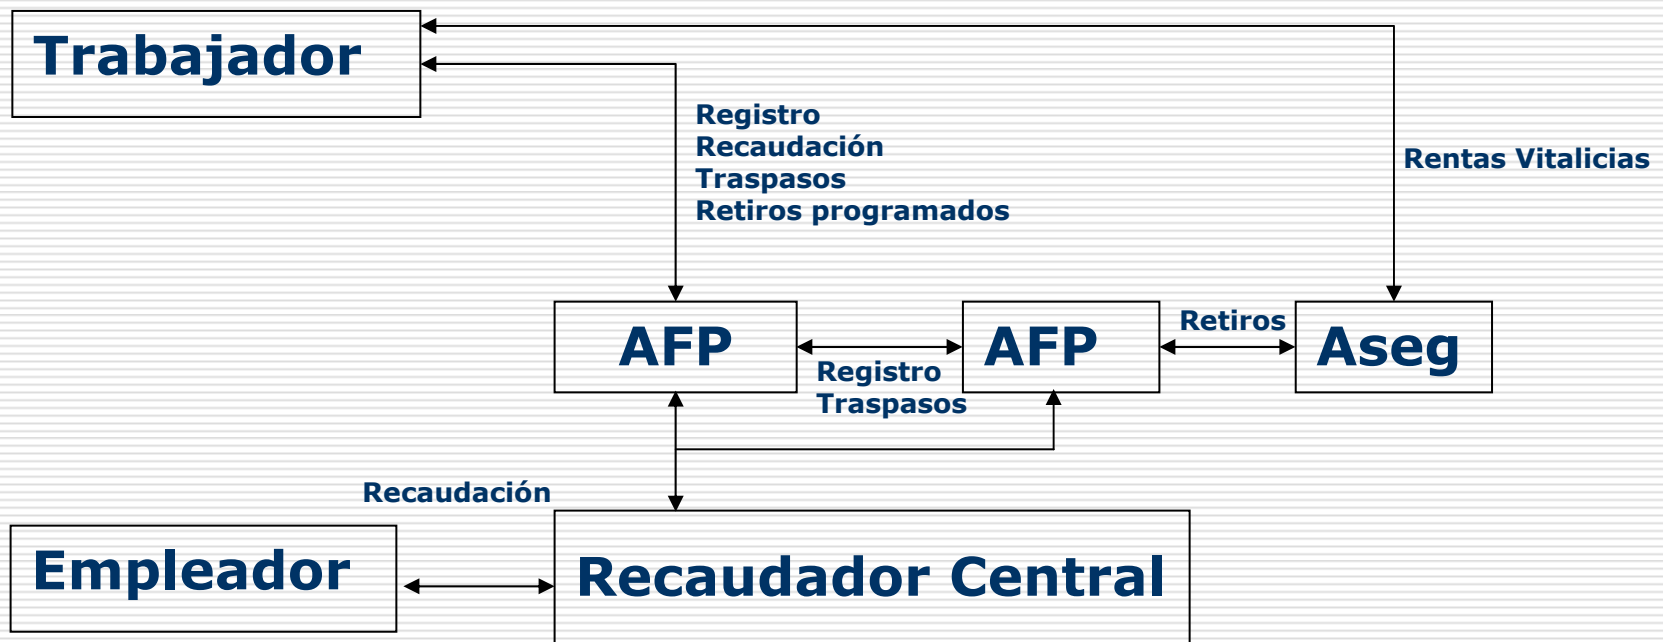 Trabajador
Registro
Recaudación
Traspasos
Retiros programados
Rentas Vitalicias
AFP
AFP
Retiros
Aseg
Registro
Traspasos
Recaudación
Empleador
Recaudador Central